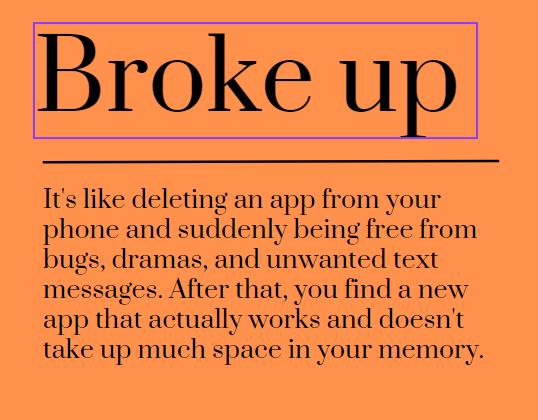 Broke up
It's like deleting an app from your
phone and suddenly being free from
bugs, dramas, and unwanted text
messages. After that, you find a new
app that actually works and doesn't
take up much space in your memory.